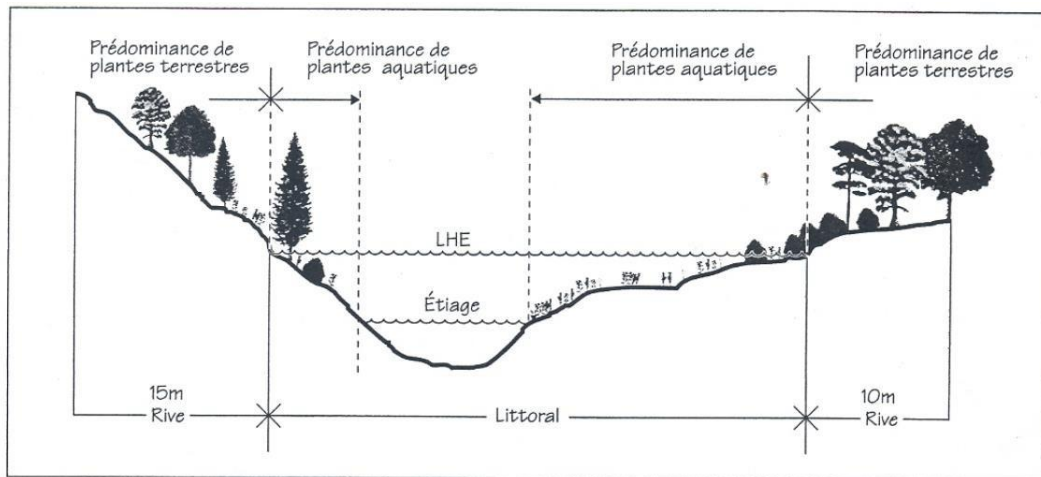 Prédominance de
plantes terrestres
Prédominance de
plantes aquatiques
Prédominance de
plantes aquatiques
Prédominance de
plantes terrestres
LHE
Étiage
15m
Rive
Littoral
10m
Rive